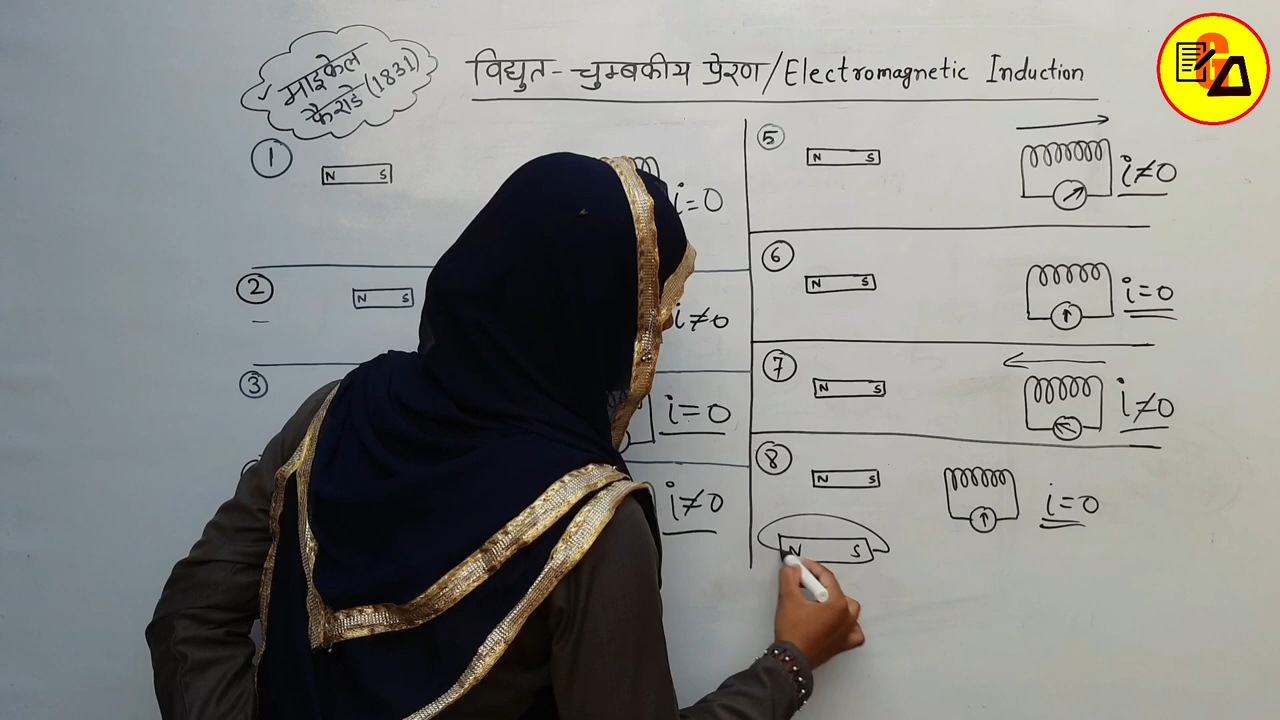 ✓ माइकेल
फैराडे (1831)
विद्युत - चुम्बकीय प्रेरण / Electromagnetic Induction
1
N S
i = 0
2
N S
i ≠ 0
3
i = 0
i ≠ 0
5
N S
i ≠ 0
6
N S
i = 0
7
N S
i ≠ 0
8
N S
i = 0
N S